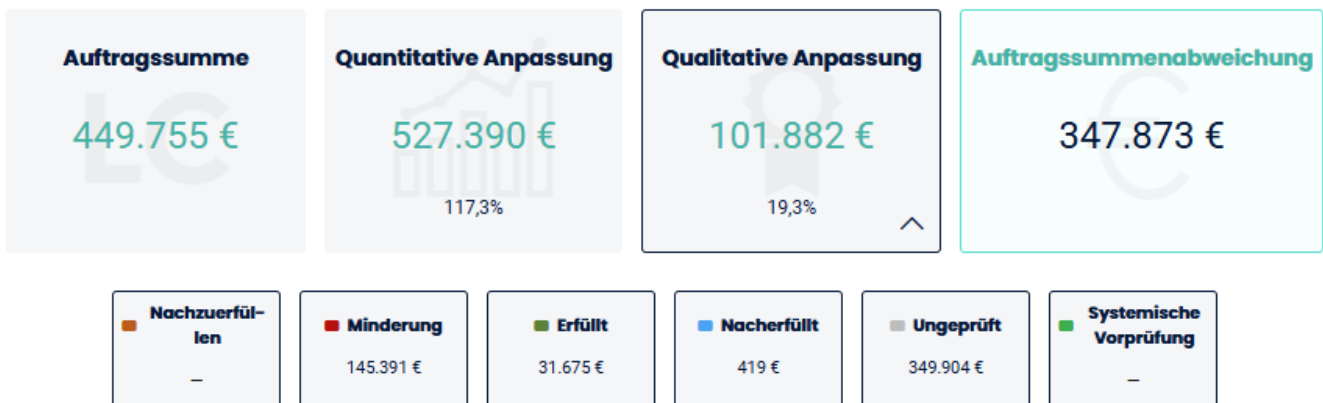 Auftragssumme
Quantitative Anpassung
Qualitative Anpassung
Auftragssummenabweichung
LC
449.755 €
527.390 €
101.882 €
€
347.873 €
117,3%
19,3%
Nachzuerfül-
len
–
Minderung
145.391 €
Erfüllt
31.675 €
Nacherfüllt
419 €
Ungeprüft
349.904 €
Systemische
Vorprüfung
–